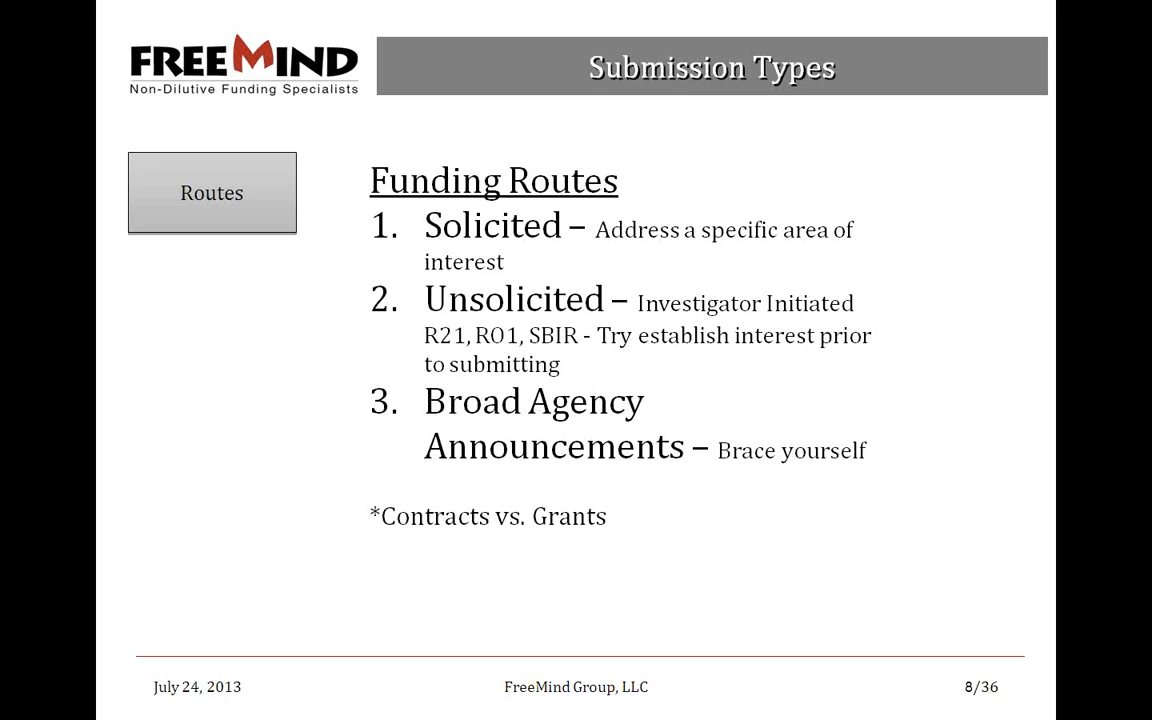 FREEMIND
Non-Dilutive Funding Specialists
Submission Types
Routes
Funding Routes
1. Solicited – Address a specific area of
interest
2. Unsolicited – Investigator Initiated
R21, RO1, SBIR - Try establish interest prior
to submitting
3. Broad Agency
Announcements – Brace yourself
*Contracts vs. Grants
July 24, 2013
FreeMind Group, LLC
8/36